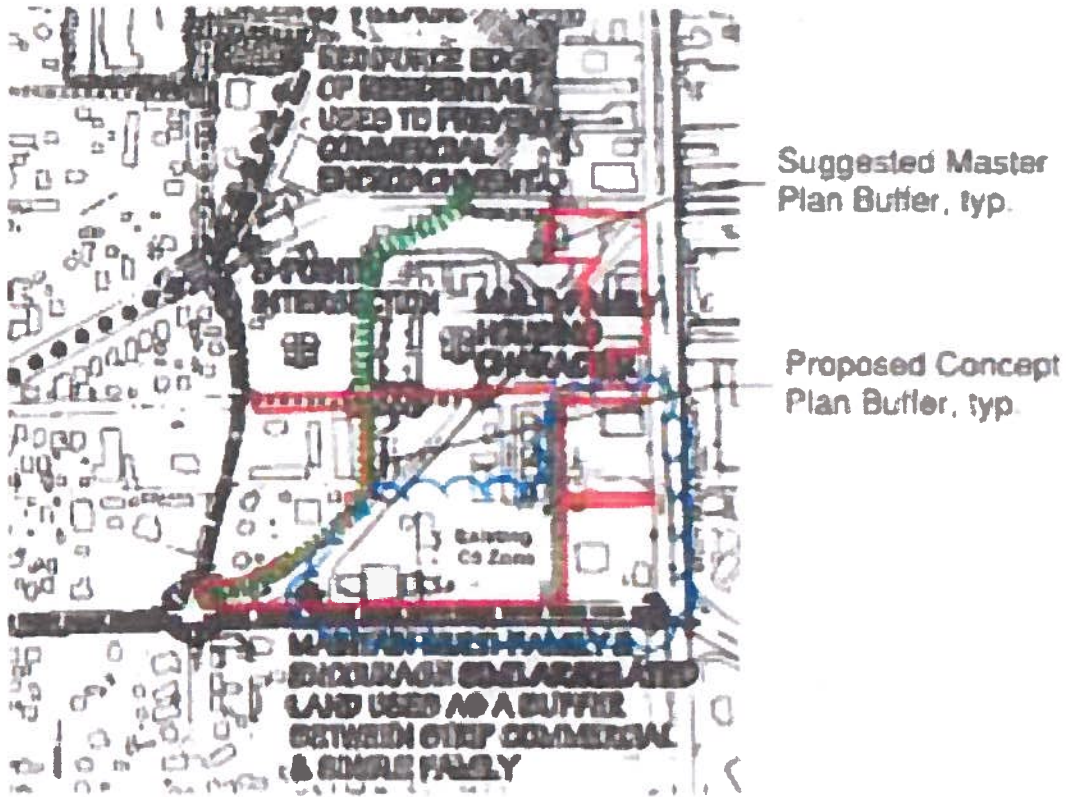 REINFORCE EDGE
OF RESIDENTIAL
USES TO PREVENT
COMMERCIAL
ENCROACHMENT
Suggested Master
Plan Buffer, typ.
5-POINT
INTERSECTION
MULTI-FAMILY
HOUSING
CHARACTER
Proposed Concept
Plan Buffer, typ.
Existing
C3 Zone
MAINTAIN MULTI-FAMILY &
ENCOURAGE SIMILAR RELATED
LAND USES AS A BUFFER
BETWEEN STRIP COMMERCIAL
& SINGLE FAMILY